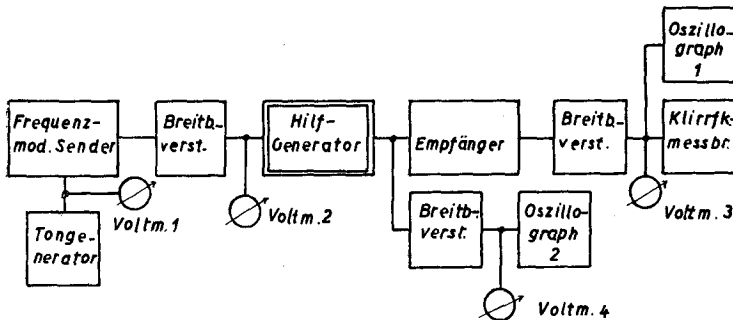 Oszillo-
graph
1
Frequenz-
mod. Sender
Breitb.-
verst.
Hilf-
Generator
Empfänger
Breitb.-
verst.
Klirrfk-
messbr.
Voltm. 1
Voltm. 2
Voltm. 3
Tonge-
nerator
Breitb-
verst.
Oszillo-
graph
2
Voltm. 4